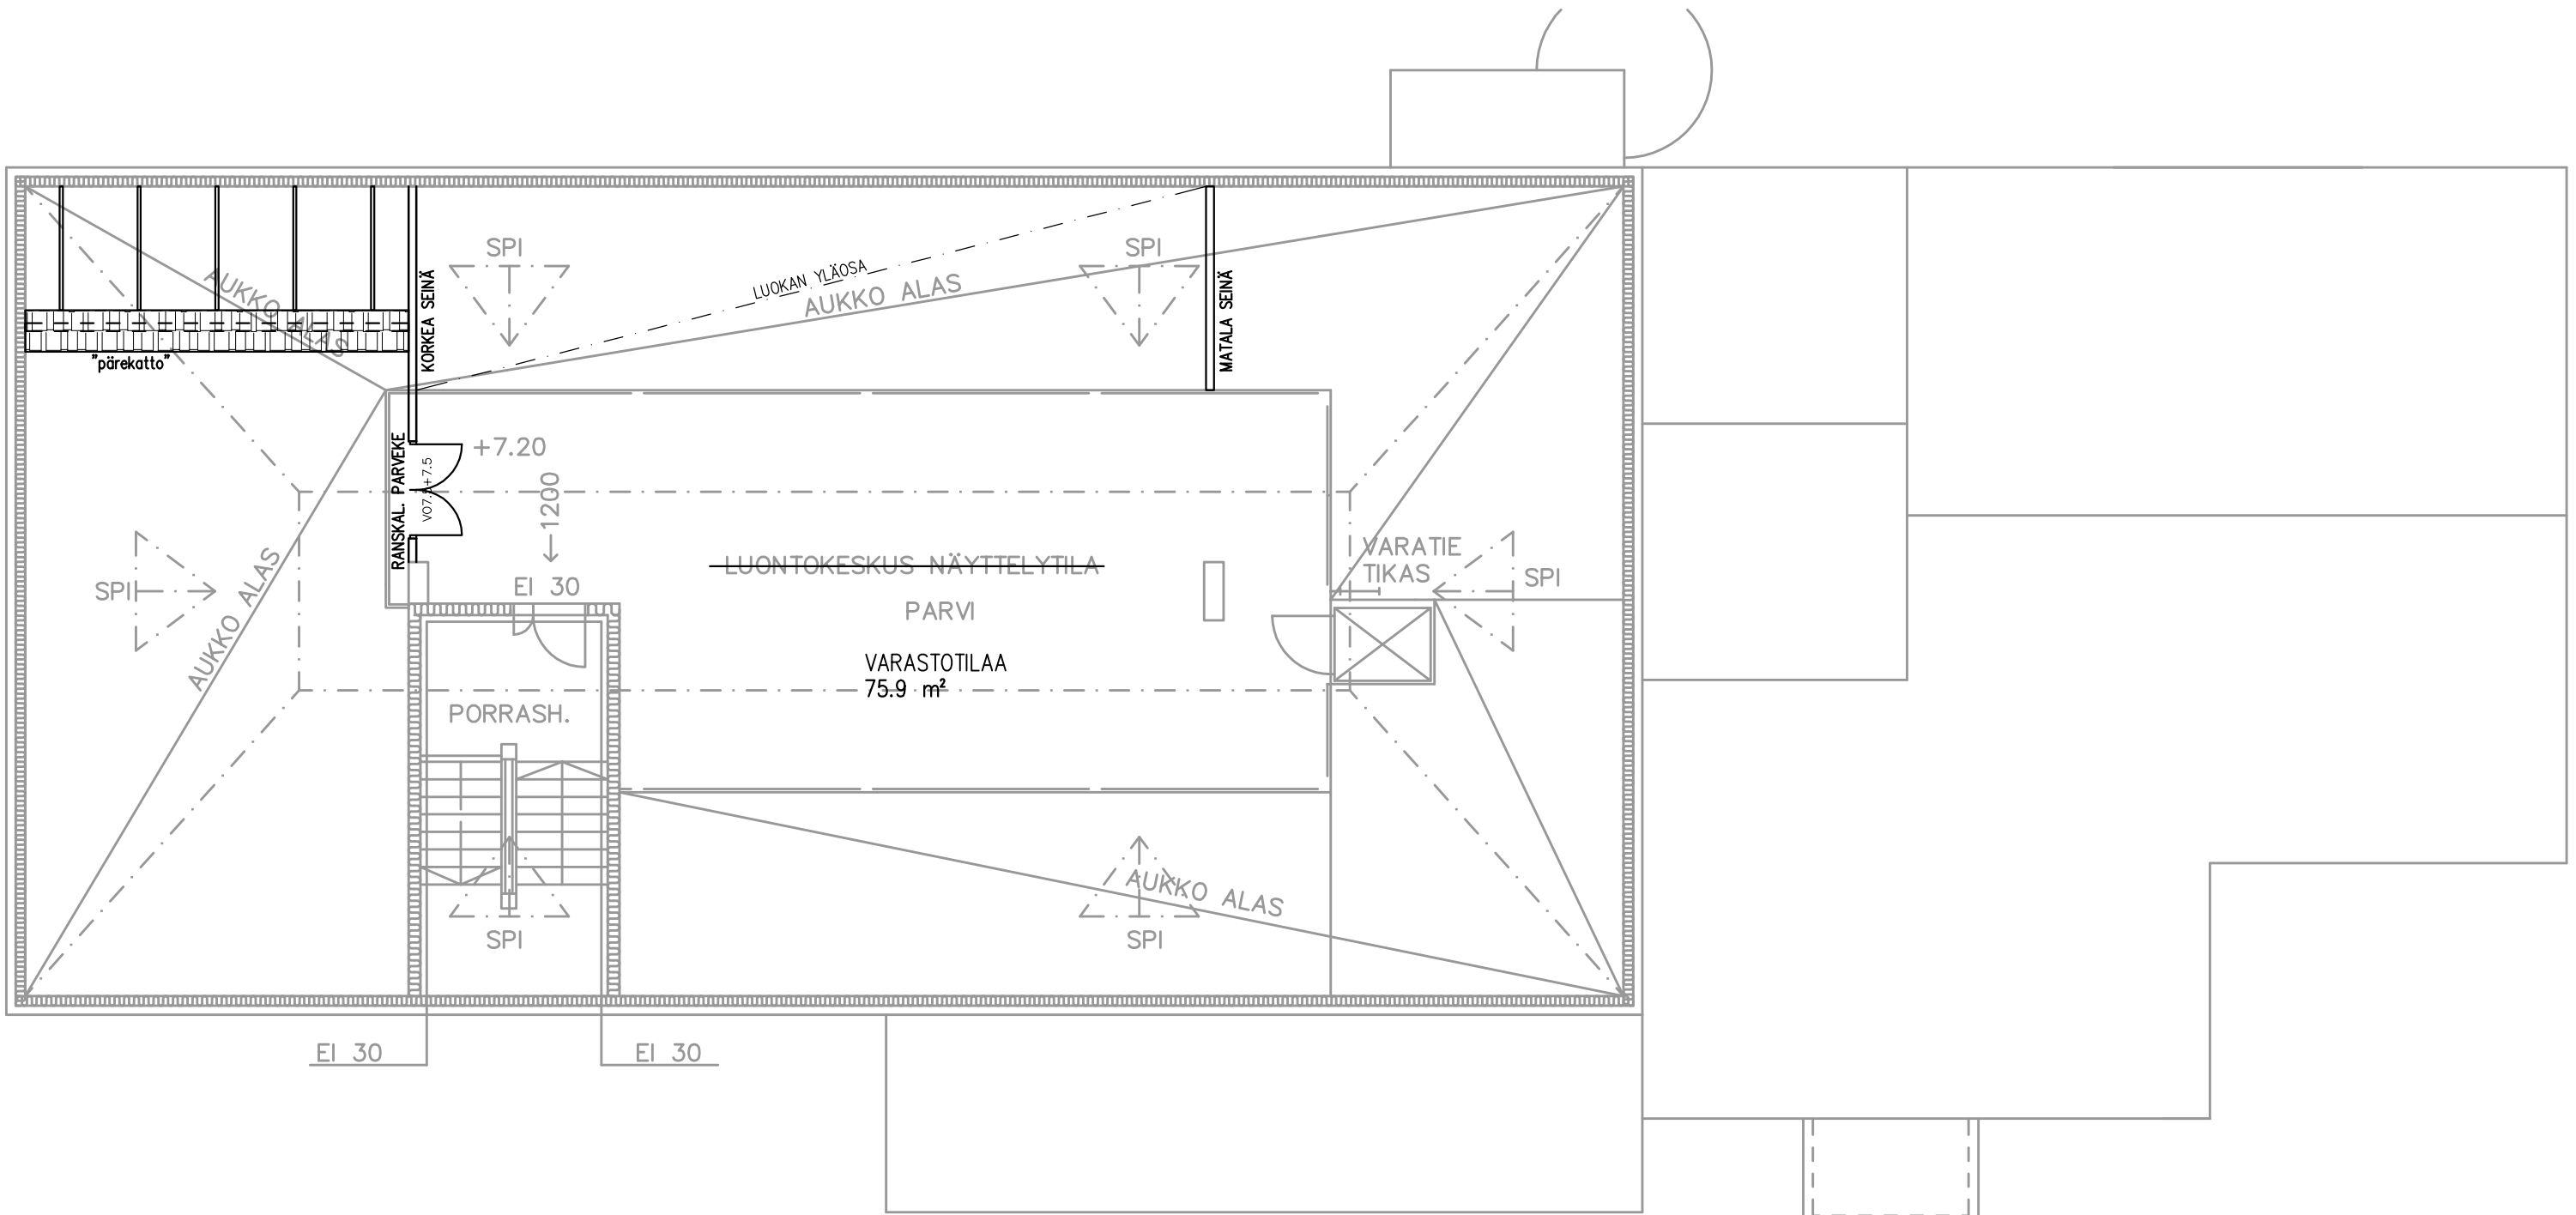 SPI
SPI
AUKKO ALAS
KORKEA SEINÄ
LUOKAN YLÄOSA
AUKKO ALAS
MATALA SEINÄ
"pärekatto"
RANSKAL. PARVEKE
+7.20
1200
LUONTOKESKUS NÄYTTELYTILA
PARVI
VARATIE
TIKAS
SPI
SPI
AUKKO ALAS
EI 30
VARASTOTILAA
75.9 m²
PORRASH.
AUKKO ALAS
SPI
SPI
EI 30
EI 30